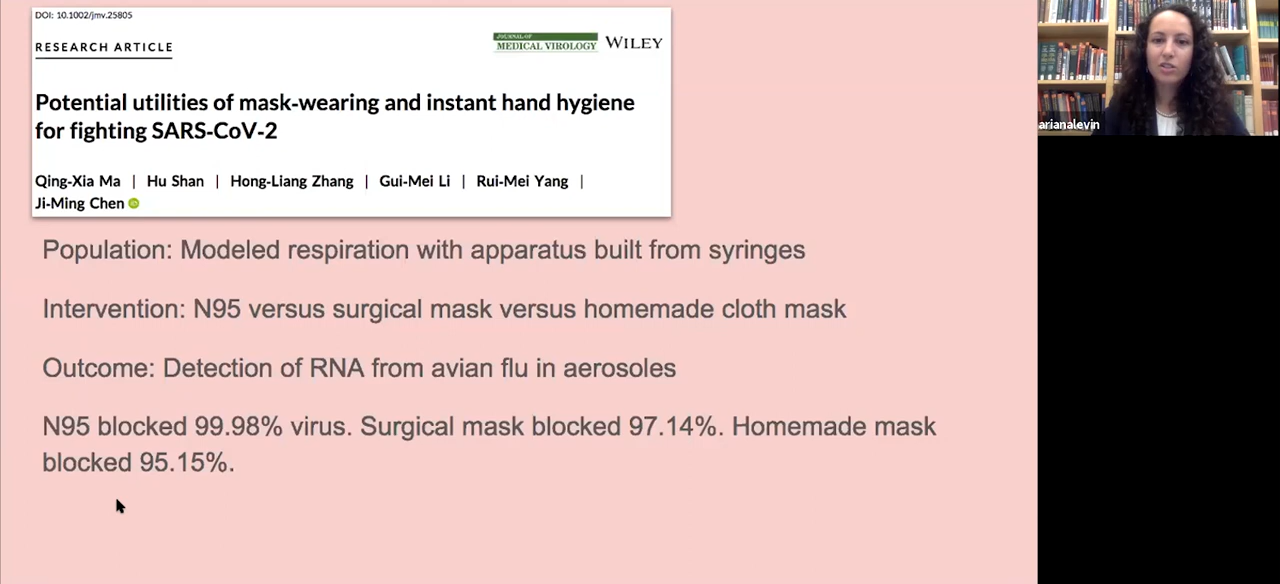 DOI: 10.1002/jmv.25805
RESEARCH ARTICLE
JOURNAL OF
MEDICAL VIROLOGY WILEY
Potential utilities of mask-wearing and instant hand hygiene
for fighting SARS-CoV-2
Qing-Xia Ma | Hu Shan | Hong-Liang Zhang | Gui-Mei Li | Rui-Mei Yang |
Ji-Ming Chen
Population: Modeled respiration with apparatus built from syringes
Intervention: N95 versus surgical mask versus homemade cloth mask
Outcome: Detection of RNA from avian flu in aerosoles
N95 blocked 99.98% virus. Surgical mask blocked 97.14%. Homemade mask
blocked 95.15%.
arianalevin